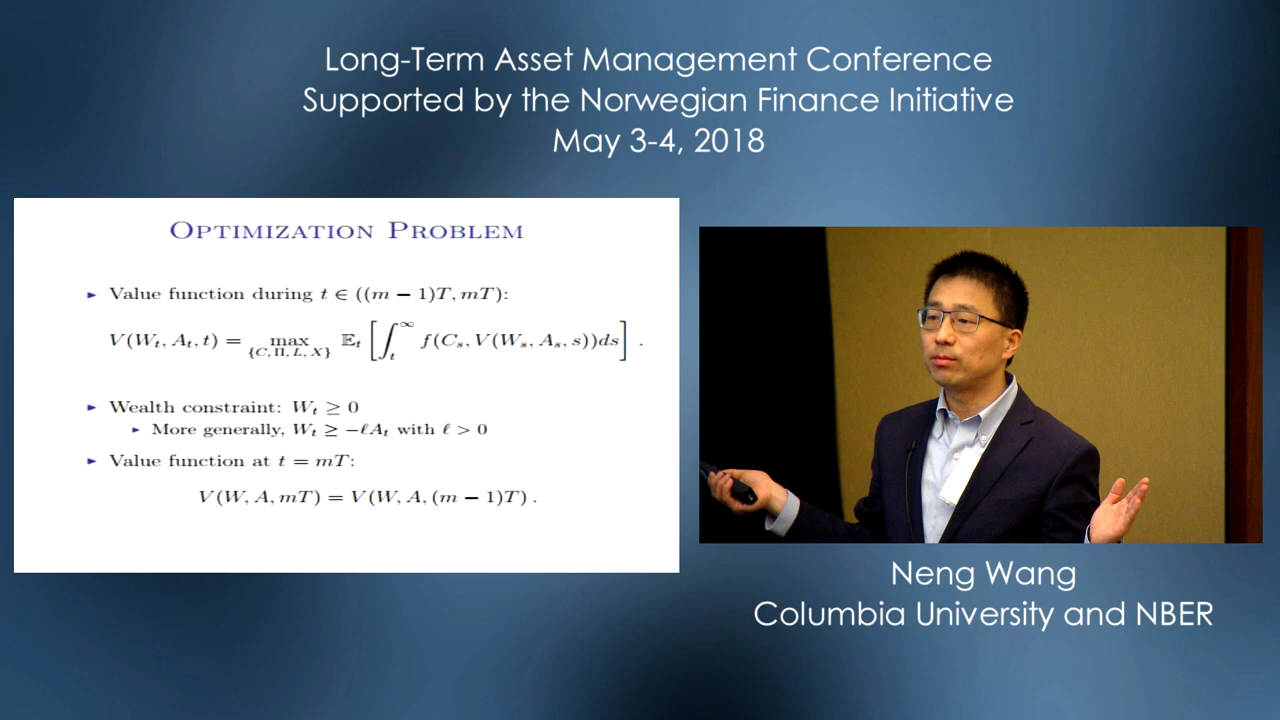 Long-Term Asset Management Conference
Supported by the Norwegian Finance Initiative
May 3-4, 2018
OPTIMIZATION PROBLEM
► Value function during t ∈ ((m − 1)T, mT):
V(W_t, A_t, t) = max_{{C, Π, L, X}} 𝔼_t [∫_t^∞ f(C_s, V(W_s, A_s, s))ds] .
► Wealth constraint: W_t ≥ 0
► More generally, W_t ≥ −ℓA_t with ℓ > 0
► Value function at t = mT:
V(W, A, mT) = V(W, A, (m − 1)T) .
Neng Wang
Columbia University and NBER